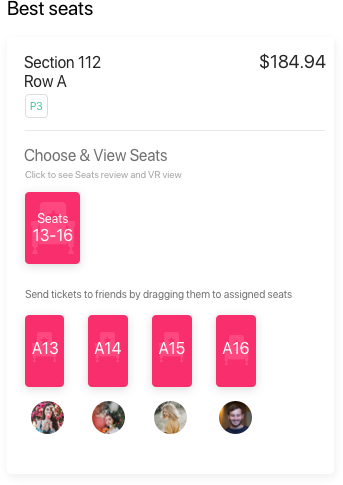 Best seats
Section 112
$184.94
Row A
P3
Choose & View Seats
Click to see Seats review and VR view
Seats
13-16
Send tickets to friends by dragging them to assigned seats
A13 A14 A15 A16